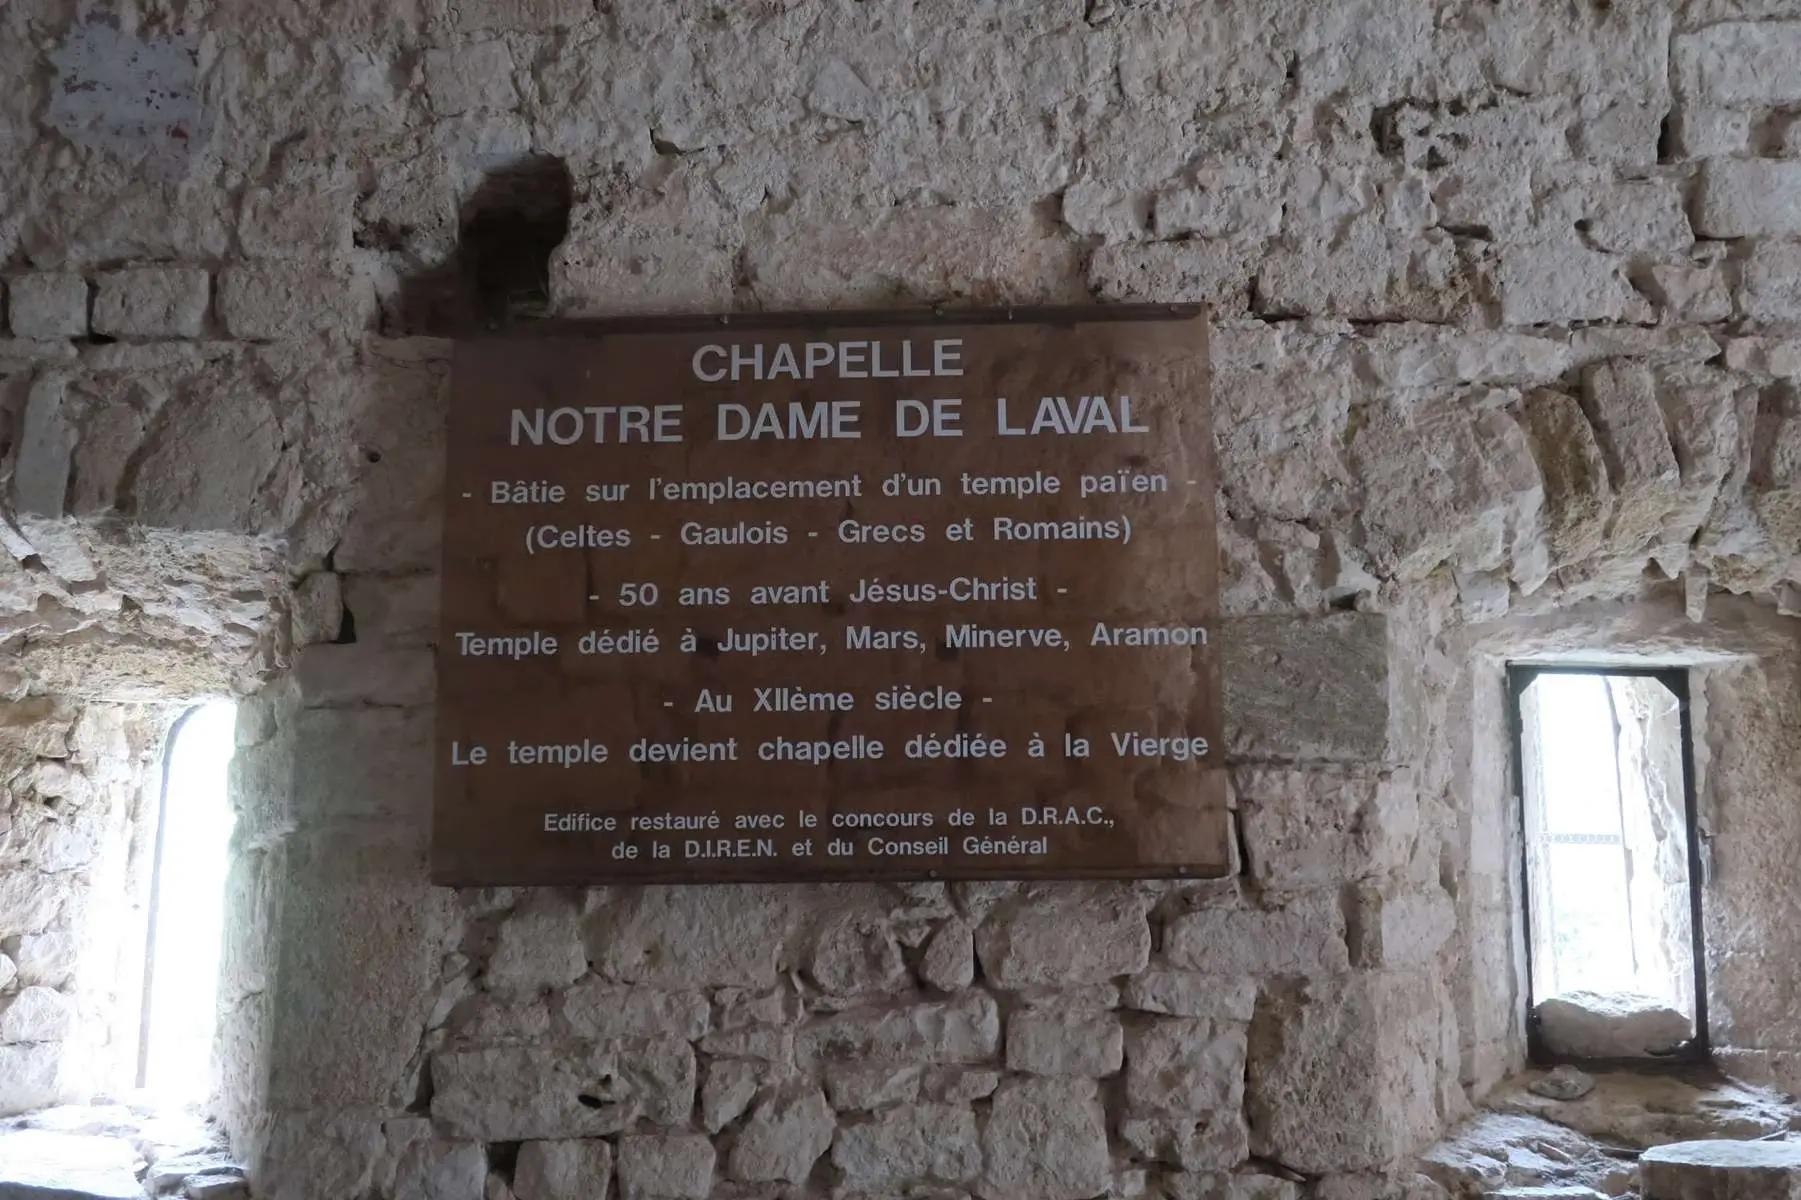 CHAPELLE
NOTRE DAME DE LAVAL
- Bâtie sur l'emplacement d'un temple païen -
(Celtes - Gaulois - Grecs et Romains)
- 50 ans avant Jésus-Christ -
Temple dédié à Jupiter, Mars, Minerve, Aramon
- Au XIIème siècle -
Le temple devient chapelle dédiée à la Vierge
Edifice restauré avec le concours de la D.R.A.C.,
de la D.I.R.E.N. et du Conseil Général